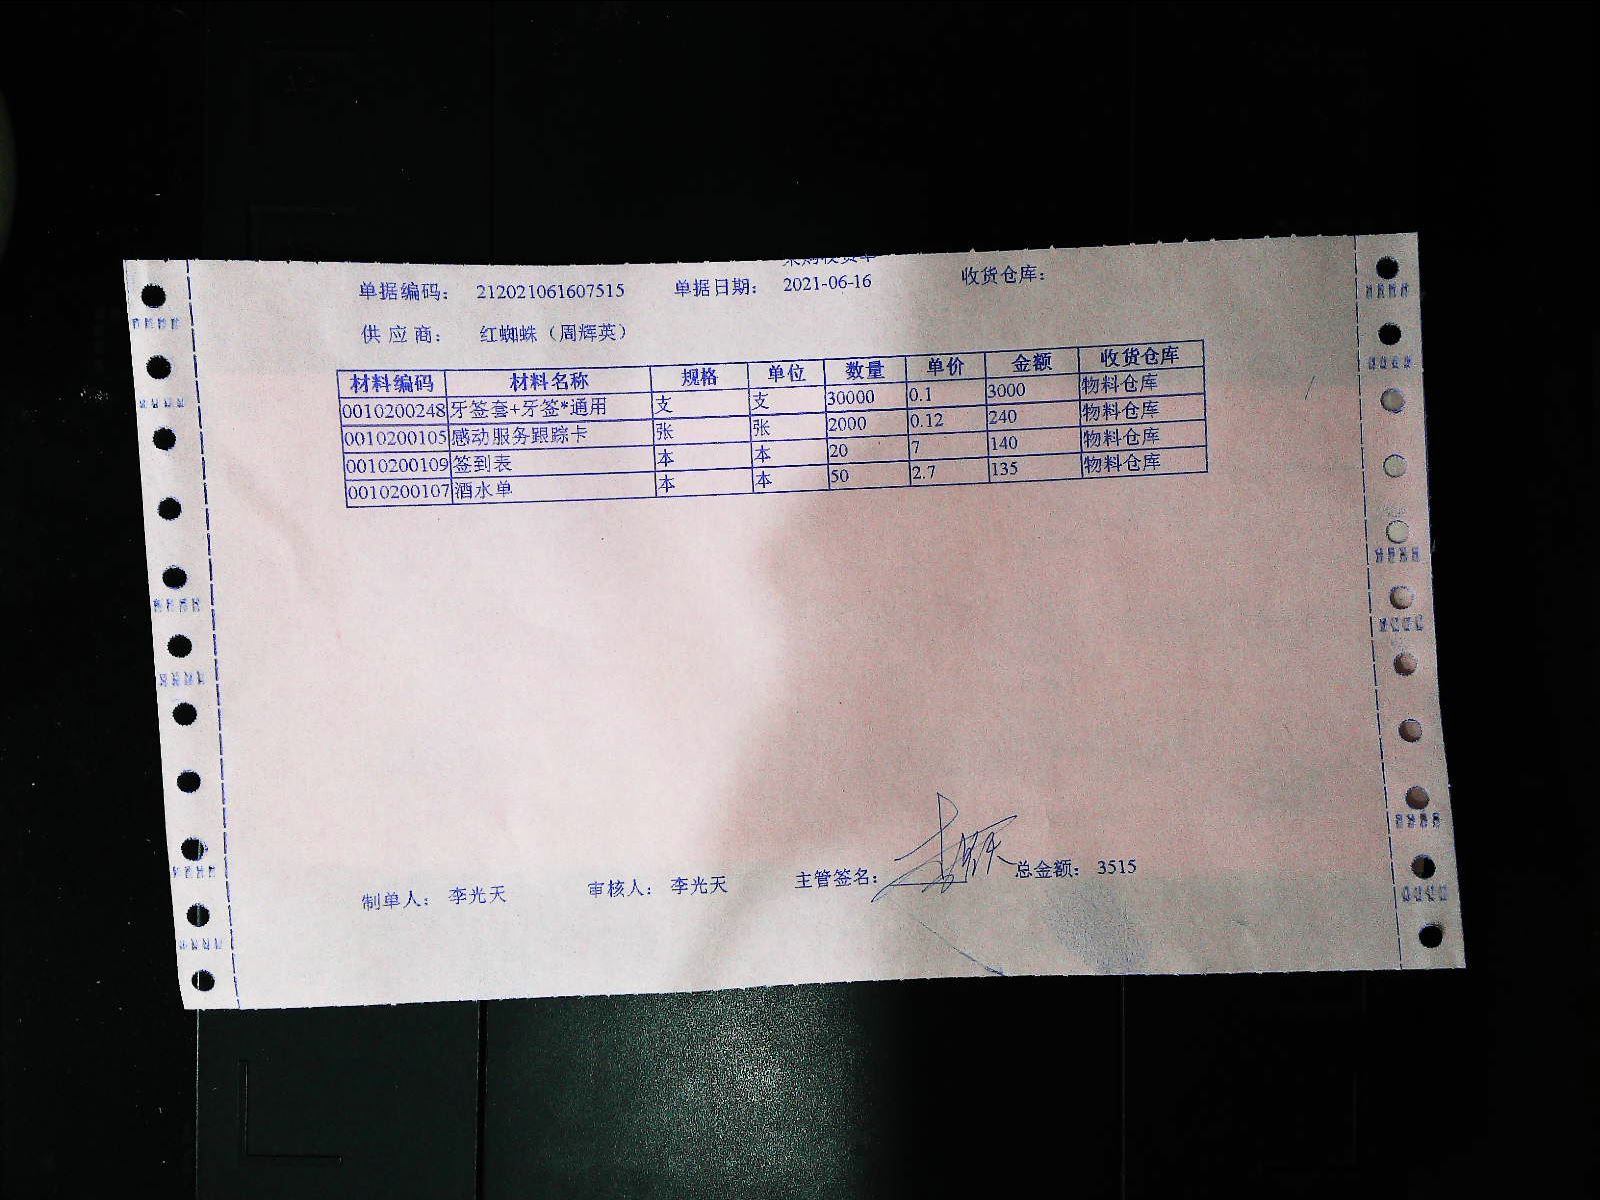 采购收货单
单据编码： 212021061607515 单据日期： 2021-06-16 收货仓库：
供 应 商： 红蜘蛛（周辉英）
材料编码 材料名称 规格 单位 数量 单价 金额 收货仓库
0010200248 牙签套+牙签*通用 支 支 30000 0.1 3000 物料仓库
0010200105 感动服务跟踪卡 张 张 2000 0.12 240 物料仓库
0010200109 签到表 本 本 20 7 140 物料仓库
0010200107 酒水单 本 本 50 2.7 135 物料仓库
制单人： 李光天 审核人： 李光天 主管签名： 总金额： 3515